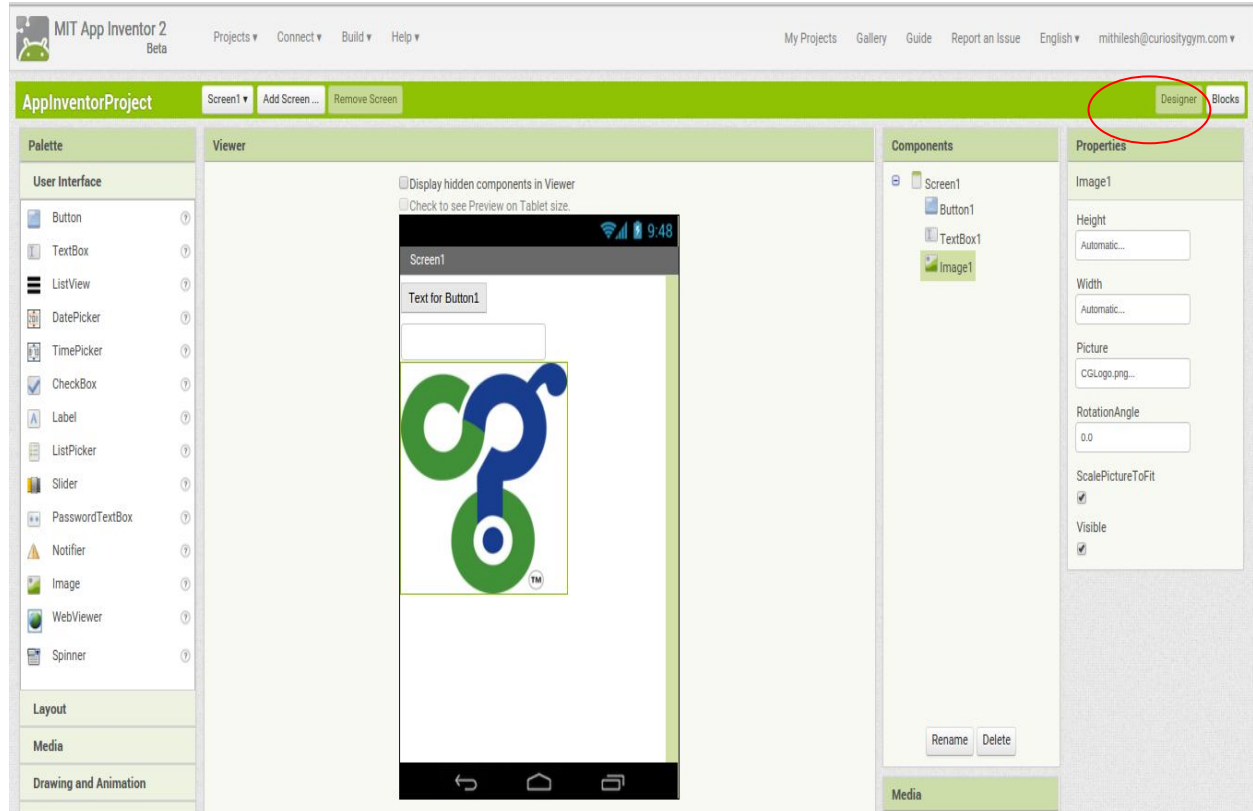 MIT App Inventor 2
Beta
Projects ▾ Connect ▾ Build ▾ Help ▾
My Projects Gallery Guide Report an Issue English ▾ mithilesh@curiositygym.com ▾
AppInventorProject
Screen1 ▾ Add Screen ... Remove Screen
Designer Blocks
Palette
User Interface
Button
TextBox
ListView
DatePicker
TimePicker
CheckBox
Label
ListPicker
Slider
PasswordTextBox
Notifier
Image
WebViewer
Spinner
Layout
Media
Drawing and Animation
Viewer
Display hidden components in Viewer
Check to see Preview on Tablet size.
9:48
Screen1
Text for Button1
TM
Components
Screen1
Button1
TextBox1
Image1
Rename Delete
Media
Properties
Image1
Height
Automatic...
Width
Automatic...
Picture
CGLogo.png...
RotationAngle
0.0
ScalePictureToFit
Visible